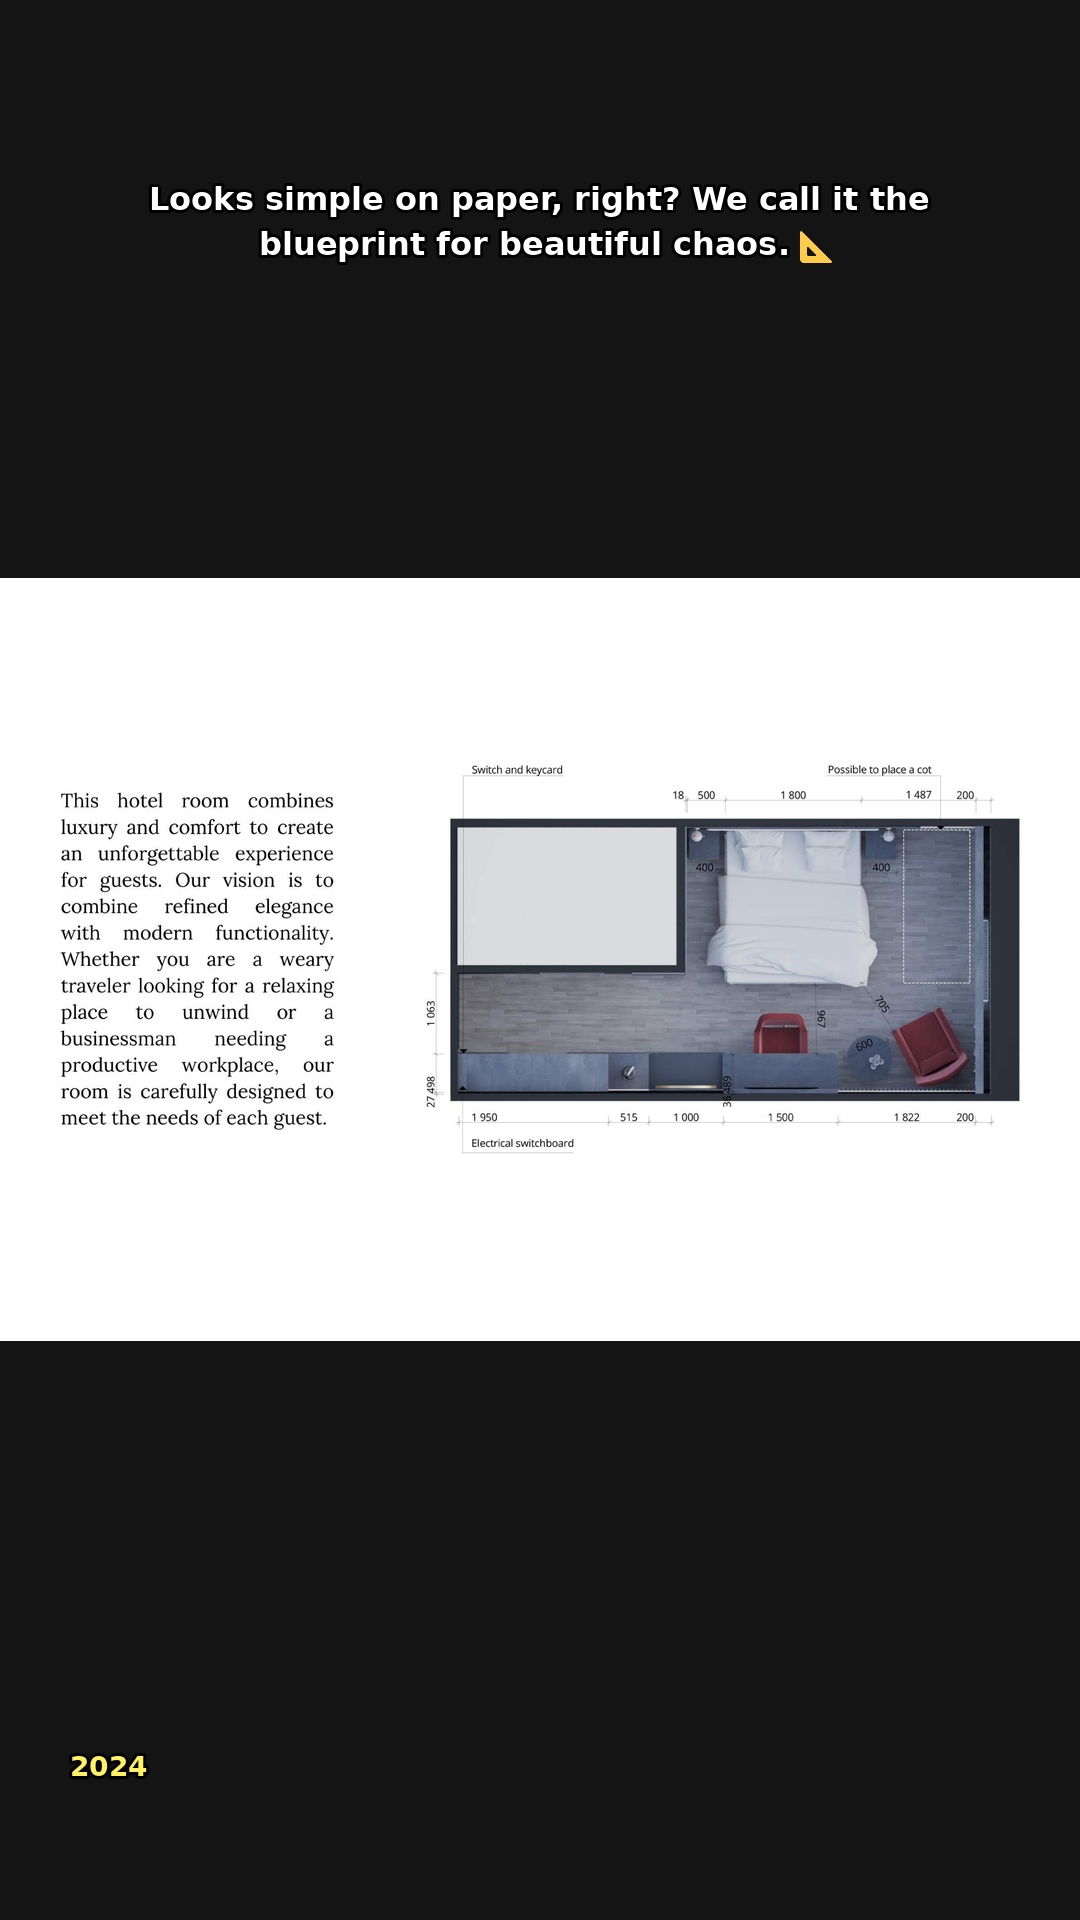 Looks simple on paper, right? We call it the
blueprint for beautiful chaos. 📐
This hotel room combines
luxury and comfort to create
an unforgettable experience
for guests. Our vision is to
combine refined elegance
with modern functionality.
Whether you are a weary
traveler looking for a relaxing
place to unwind or a
businessman needing a
productive workplace, our
room is carefully designed to
meet the needs of each guest.
Switch and keycard
Possible to place a cot
18 500 1 800 1 487 200
400 400
1 063
705
967
600
27,498
36,489
1 950 515 1 000 1 500 1 822 200
Electrical switchboard
2024